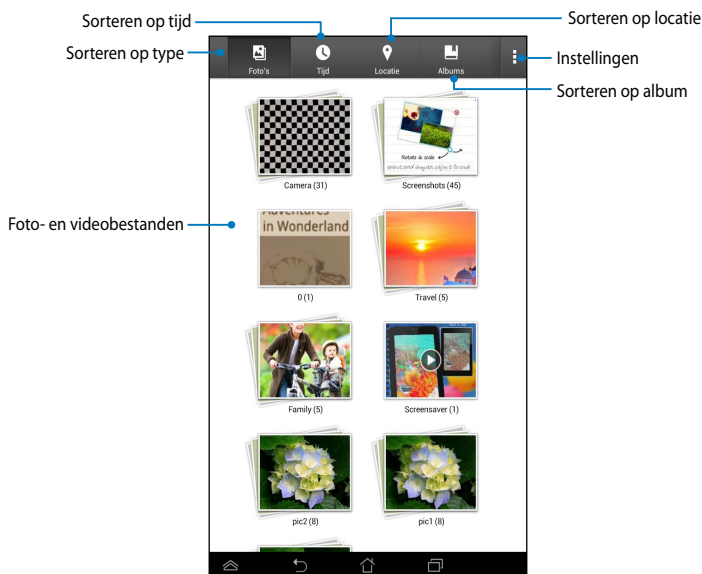 Sorteren op tijd
Sorteren op locatie
Sorteren op type
Instellingen
Foto's
Tijd
Locatie
Albums
Sorteren op album
Rotate & scale
Camera (31)
Screenshots (45)
Foto- en videobestanden
Adventures
in Wonderland
0 (1)
Travel (5)
Family (5)
Screensaver (1)
pic2 (8)
pic1 (8)